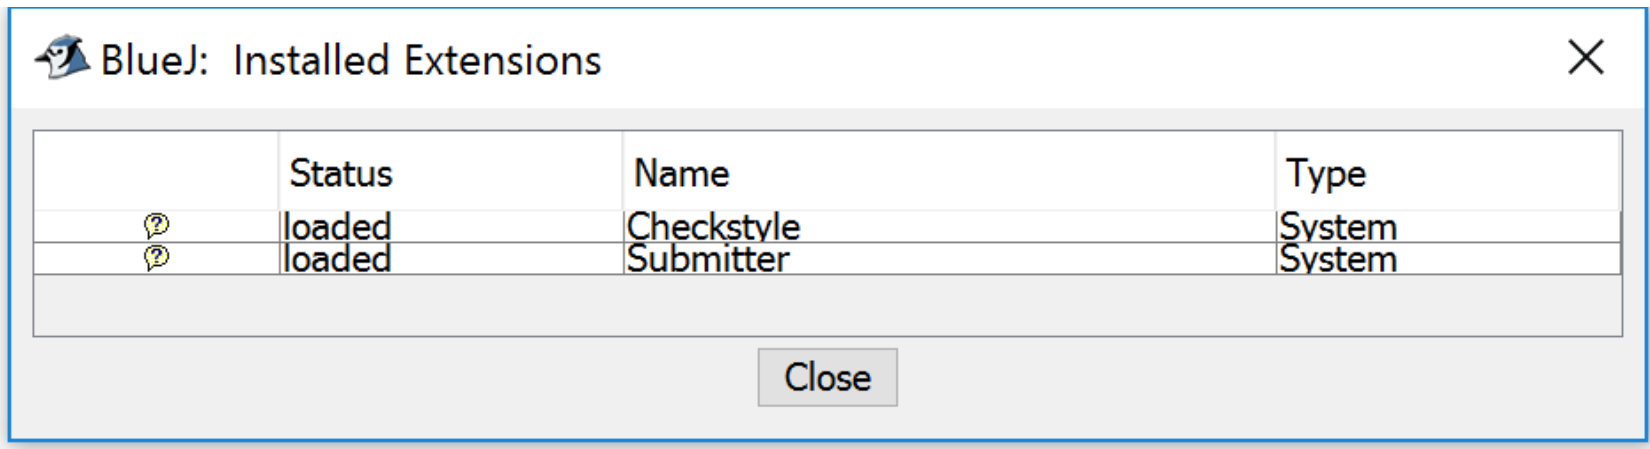 BlueJ: Installed Extensions
Status Name Type
loaded Checkstyle System
loaded Submitter System
Close